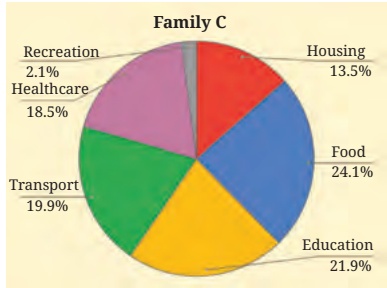 Family C
Housing
13.5%
Food
24.1%
Education
21.9%
Transport
19.9%
Healthcare
18.5%
Recreation
2.1%